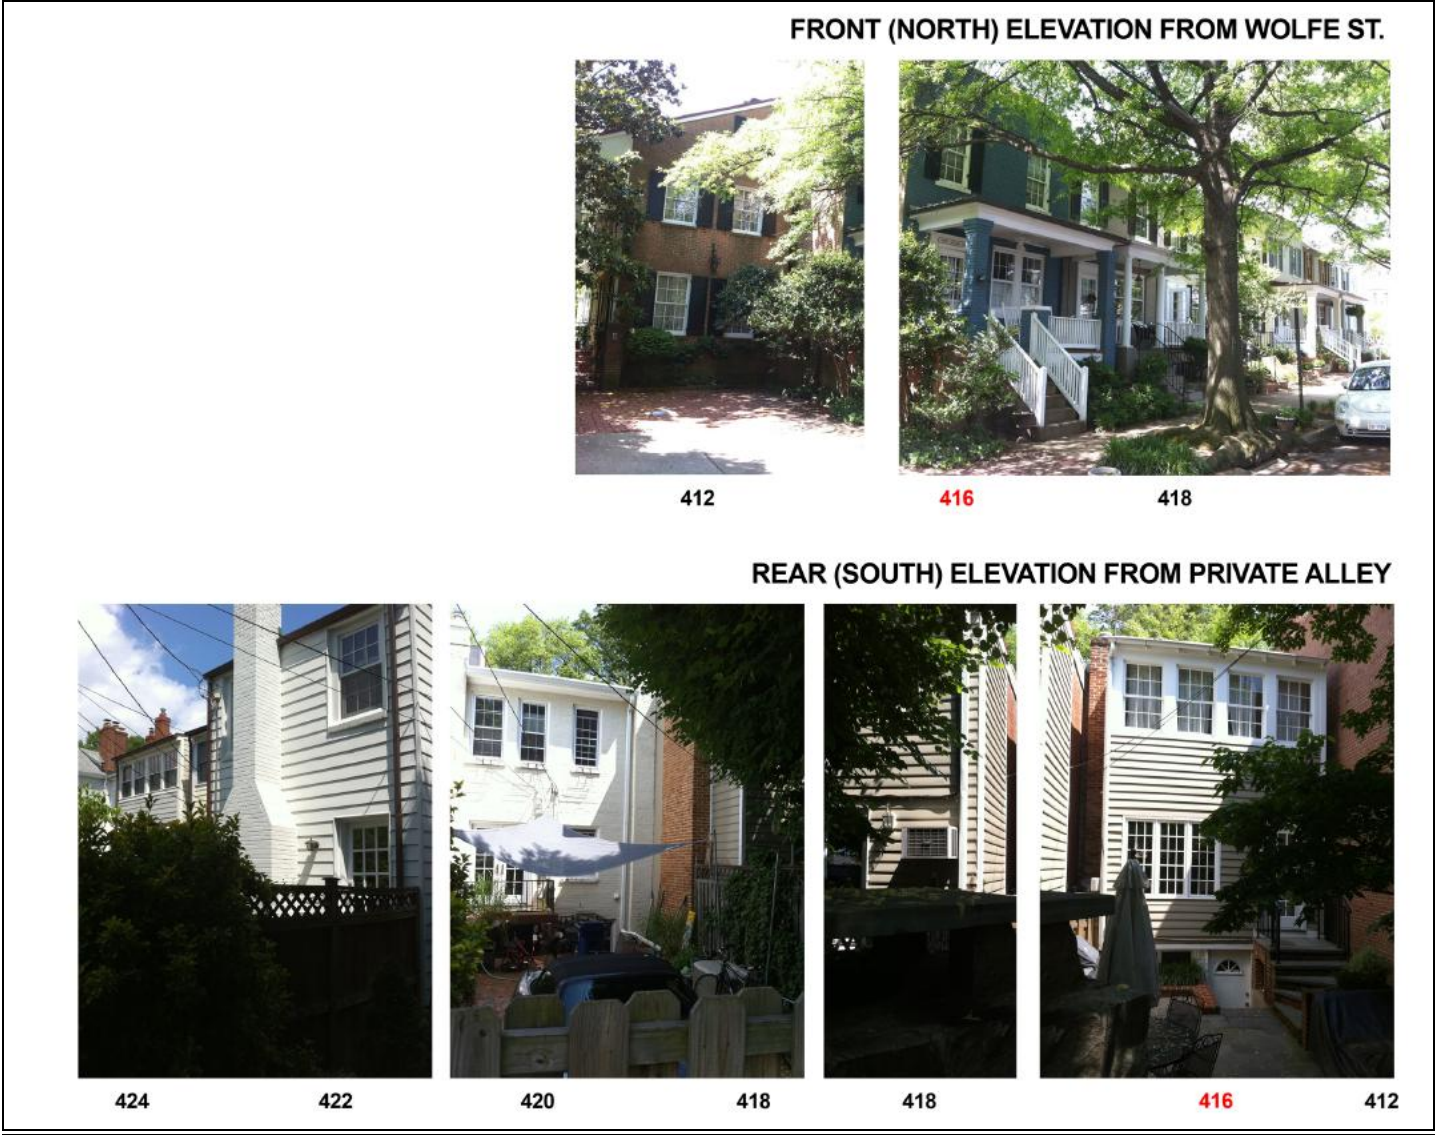 FRONT (NORTH) ELEVATION FROM WOLFE ST.
412 416 418
REAR (SOUTH) ELEVATION FROM PRIVATE ALLEY
424 422 420 418 418 416 412